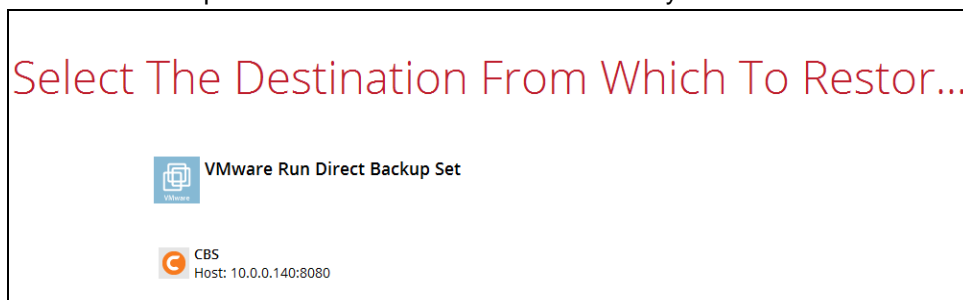 Select The Destination From Which To Restor...
VMware Run Direct Backup Set
VMware
CBS
Host: 10.0.0.140:8080